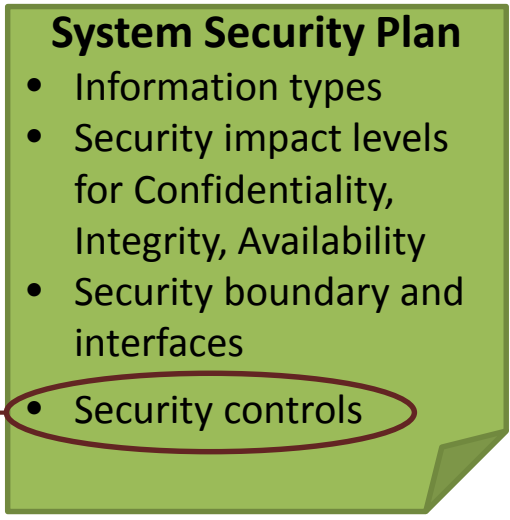 System Security Plan
• Information types
• Security impact levels
for Confidentiality,
Integrity, Availability
• Security boundary and
interfaces
• Security controls